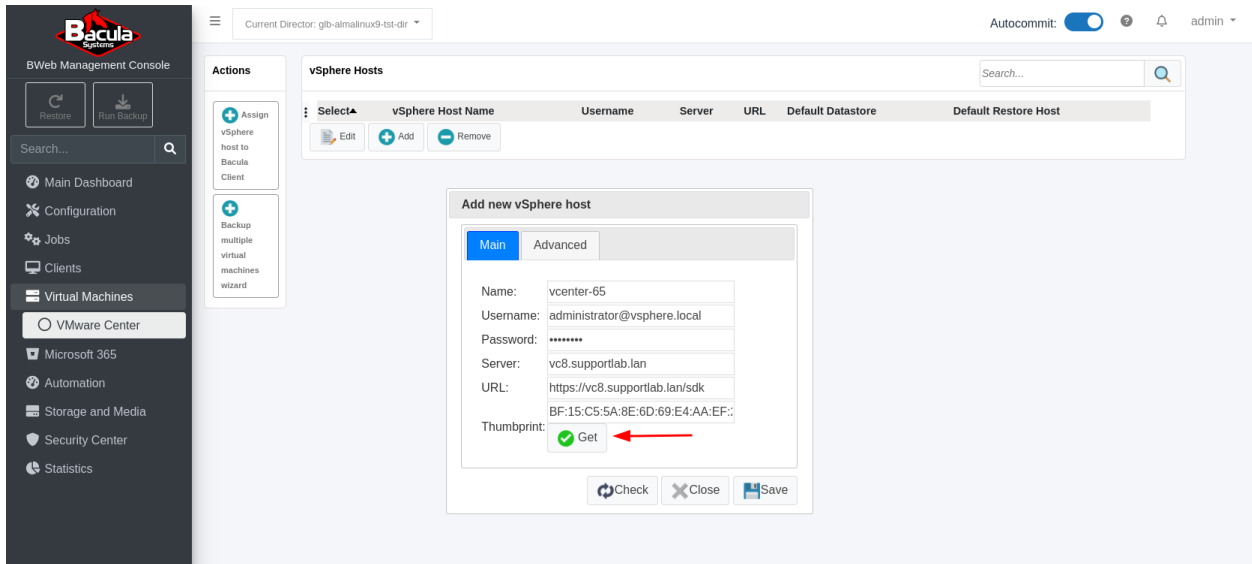 Bacula
Systems
BWeb Management Console
Restore
Run Backup
Search...
Main Dashboard
Configuration
Jobs
Clients
Virtual Machines
VMware Center
Microsoft 365
Automation
Storage and Media
Security Center
Statistics
Current Director: glb-almalinux9-tst-dir
Autocommit:
admin
Actions
Assign
vSphere
host to
Bacula
Client
Backup
multiple
virtual
machines
wizard
vSphere Hosts
Search...
Select vSphere Host Name Username Server URL Default Datastore Default Restore Host
Edit Add Remove
Add new vSphere host
Main Advanced
Name: vcenter-65
Username: administrator@vsphere.local
Password: ••••••••
Server: vc8.supportlab.lan
URL: https://vc8.supportlab.lan/sdk
BF:15:C5:5A:8E:6D:69:E4:AA:EF:
Thumbprint:
Get
Check Close Save